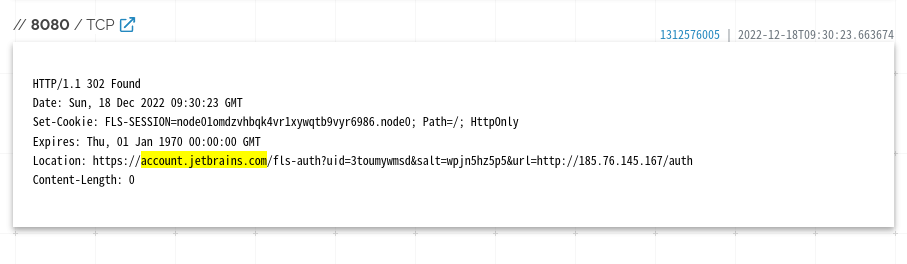 // 8080 / TCP
1312576005 | 2022-12-18T09:30:23.663674
HTTP/1.1 302 Found
Date: Sun, 18 Dec 2022 09:30:23 GMT
Set-Cookie: FLS-SESSION=node01omdzvhbqk4vr1xywqtb9vyr6986.node0; Path=/; HttpOnly
Expires: Thu, 01 Jan 1970 00:00:00 GMT
Location: https://account.jetbrains.com/fls-auth?uid=3toumywmsd&salt=wpjn5hz5p5&url=http://185.76.145.167/auth
Content-Length: 0